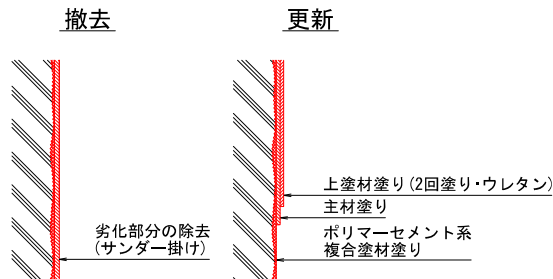 撤去
更新
劣化部分の除去
(サンダー掛け)
上塗材塗り(2回塗り・ウレタン)
主材塗り
ポリマーセメント系
複合塗材塗り